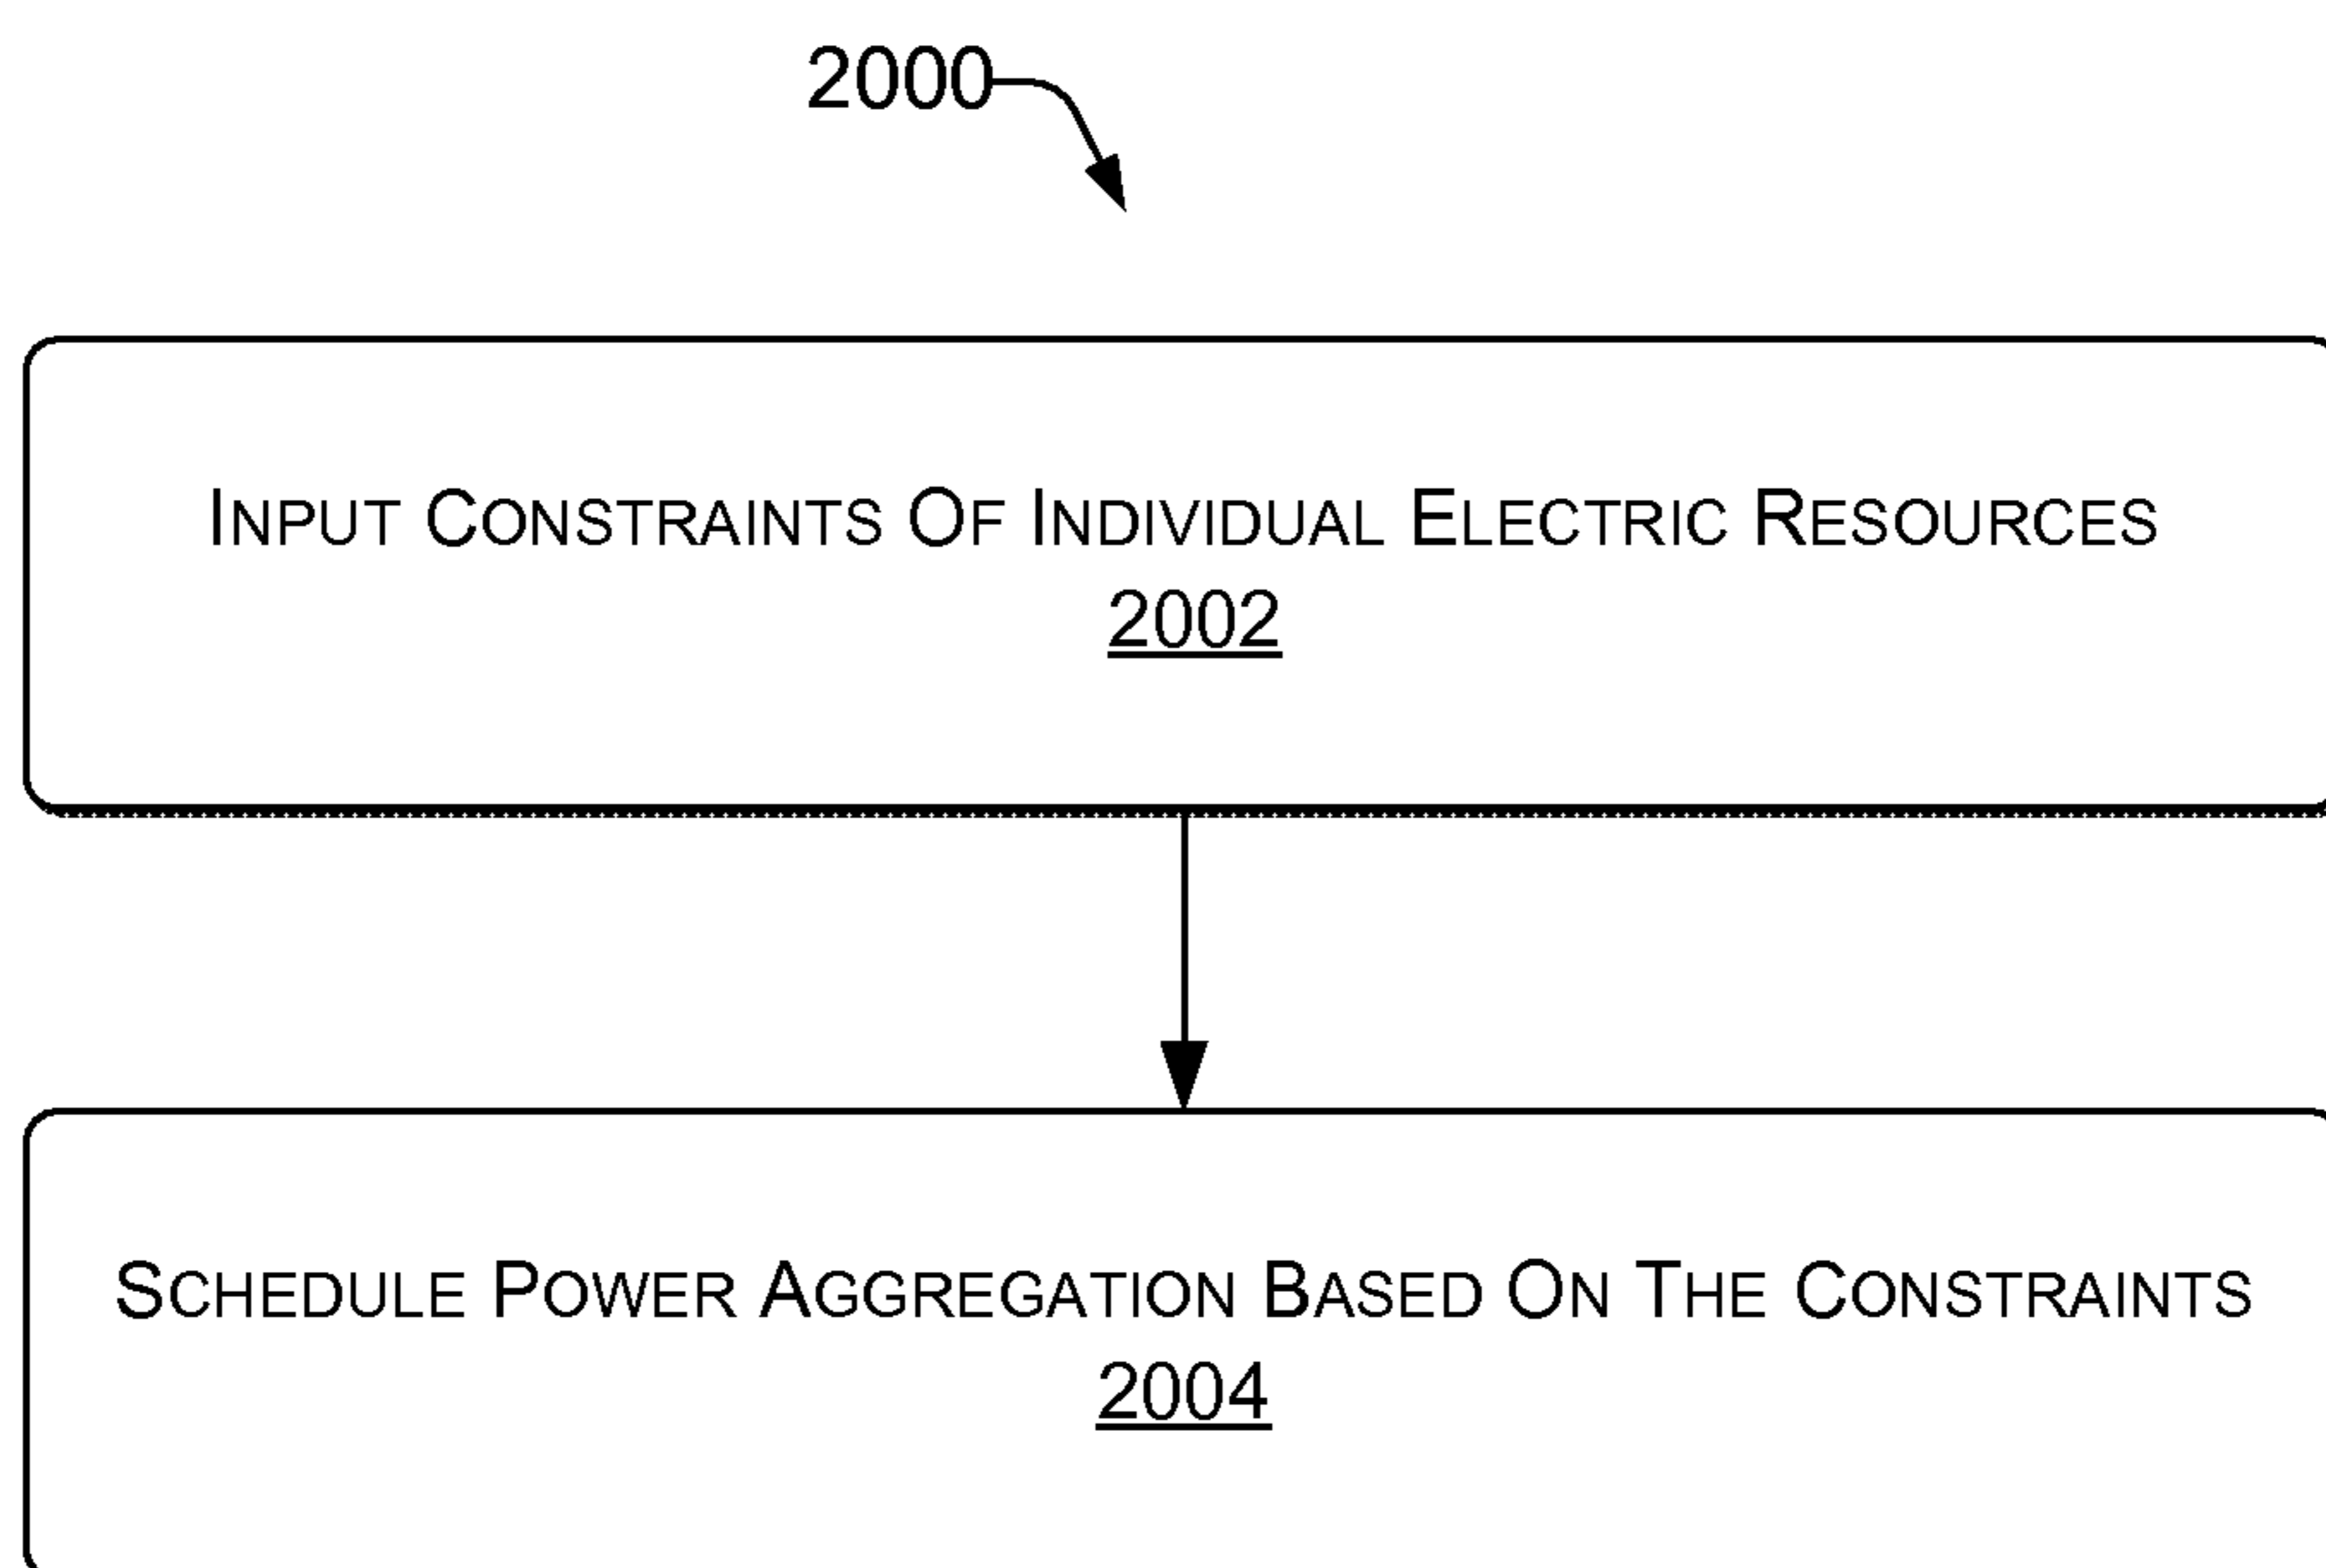 2000
Input Constraints Of Individual Electric Resources
2002
Schedule Power Aggregation Based On The Constraints
2004